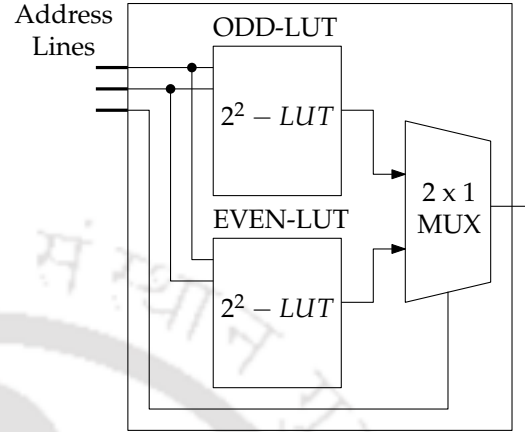 Address
Lines
ODD-LUT
2² − LUT
2 x 1
MUX
EVEN-LUT
2² − LUT